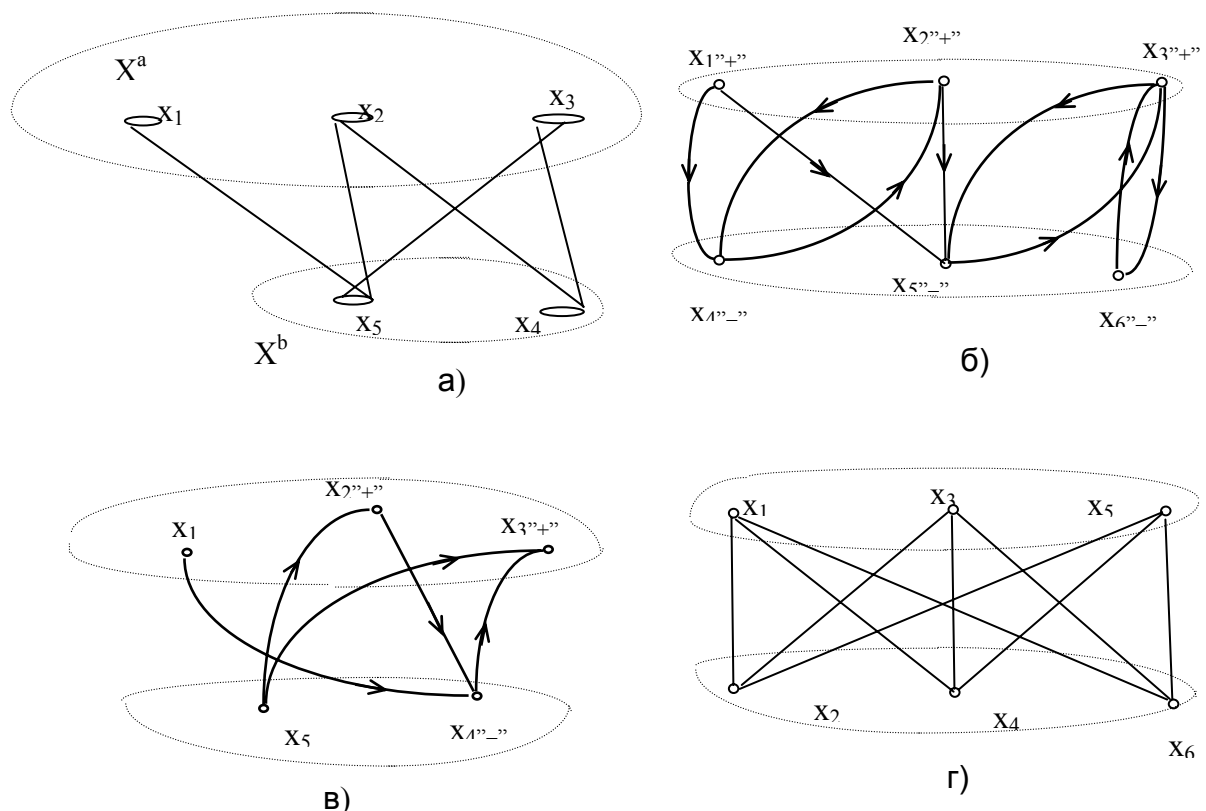 Xᵃ
x₁
x₂
x₃
x₅
x₄
Xᵇ
а)
x₁”+”
x₂”+”
x₃”+”
x₄”–”
x₅”–”
x₆”–”
б)
x₁
x₂”+”
x₃”+”
x₅
x₄”–”
в)
x₁
x₃
x₅
x₂
x₄
x₆
г)